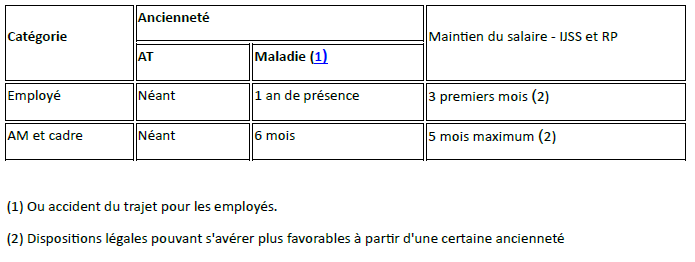 Catégorie
Ancienneté
Maintien du salaire - IJSS et RP
AT
Maladie (1)
Employé
Néant
1 an de présence
3 premiers mois (2)
AM et cadre
Néant
6 mois
5 mois maximum (2)
(1) Ou accident du trajet pour les employés.
(2) Dispositions légales pouvant s'avérer plus favorables à partir d'une certaine ancienneté